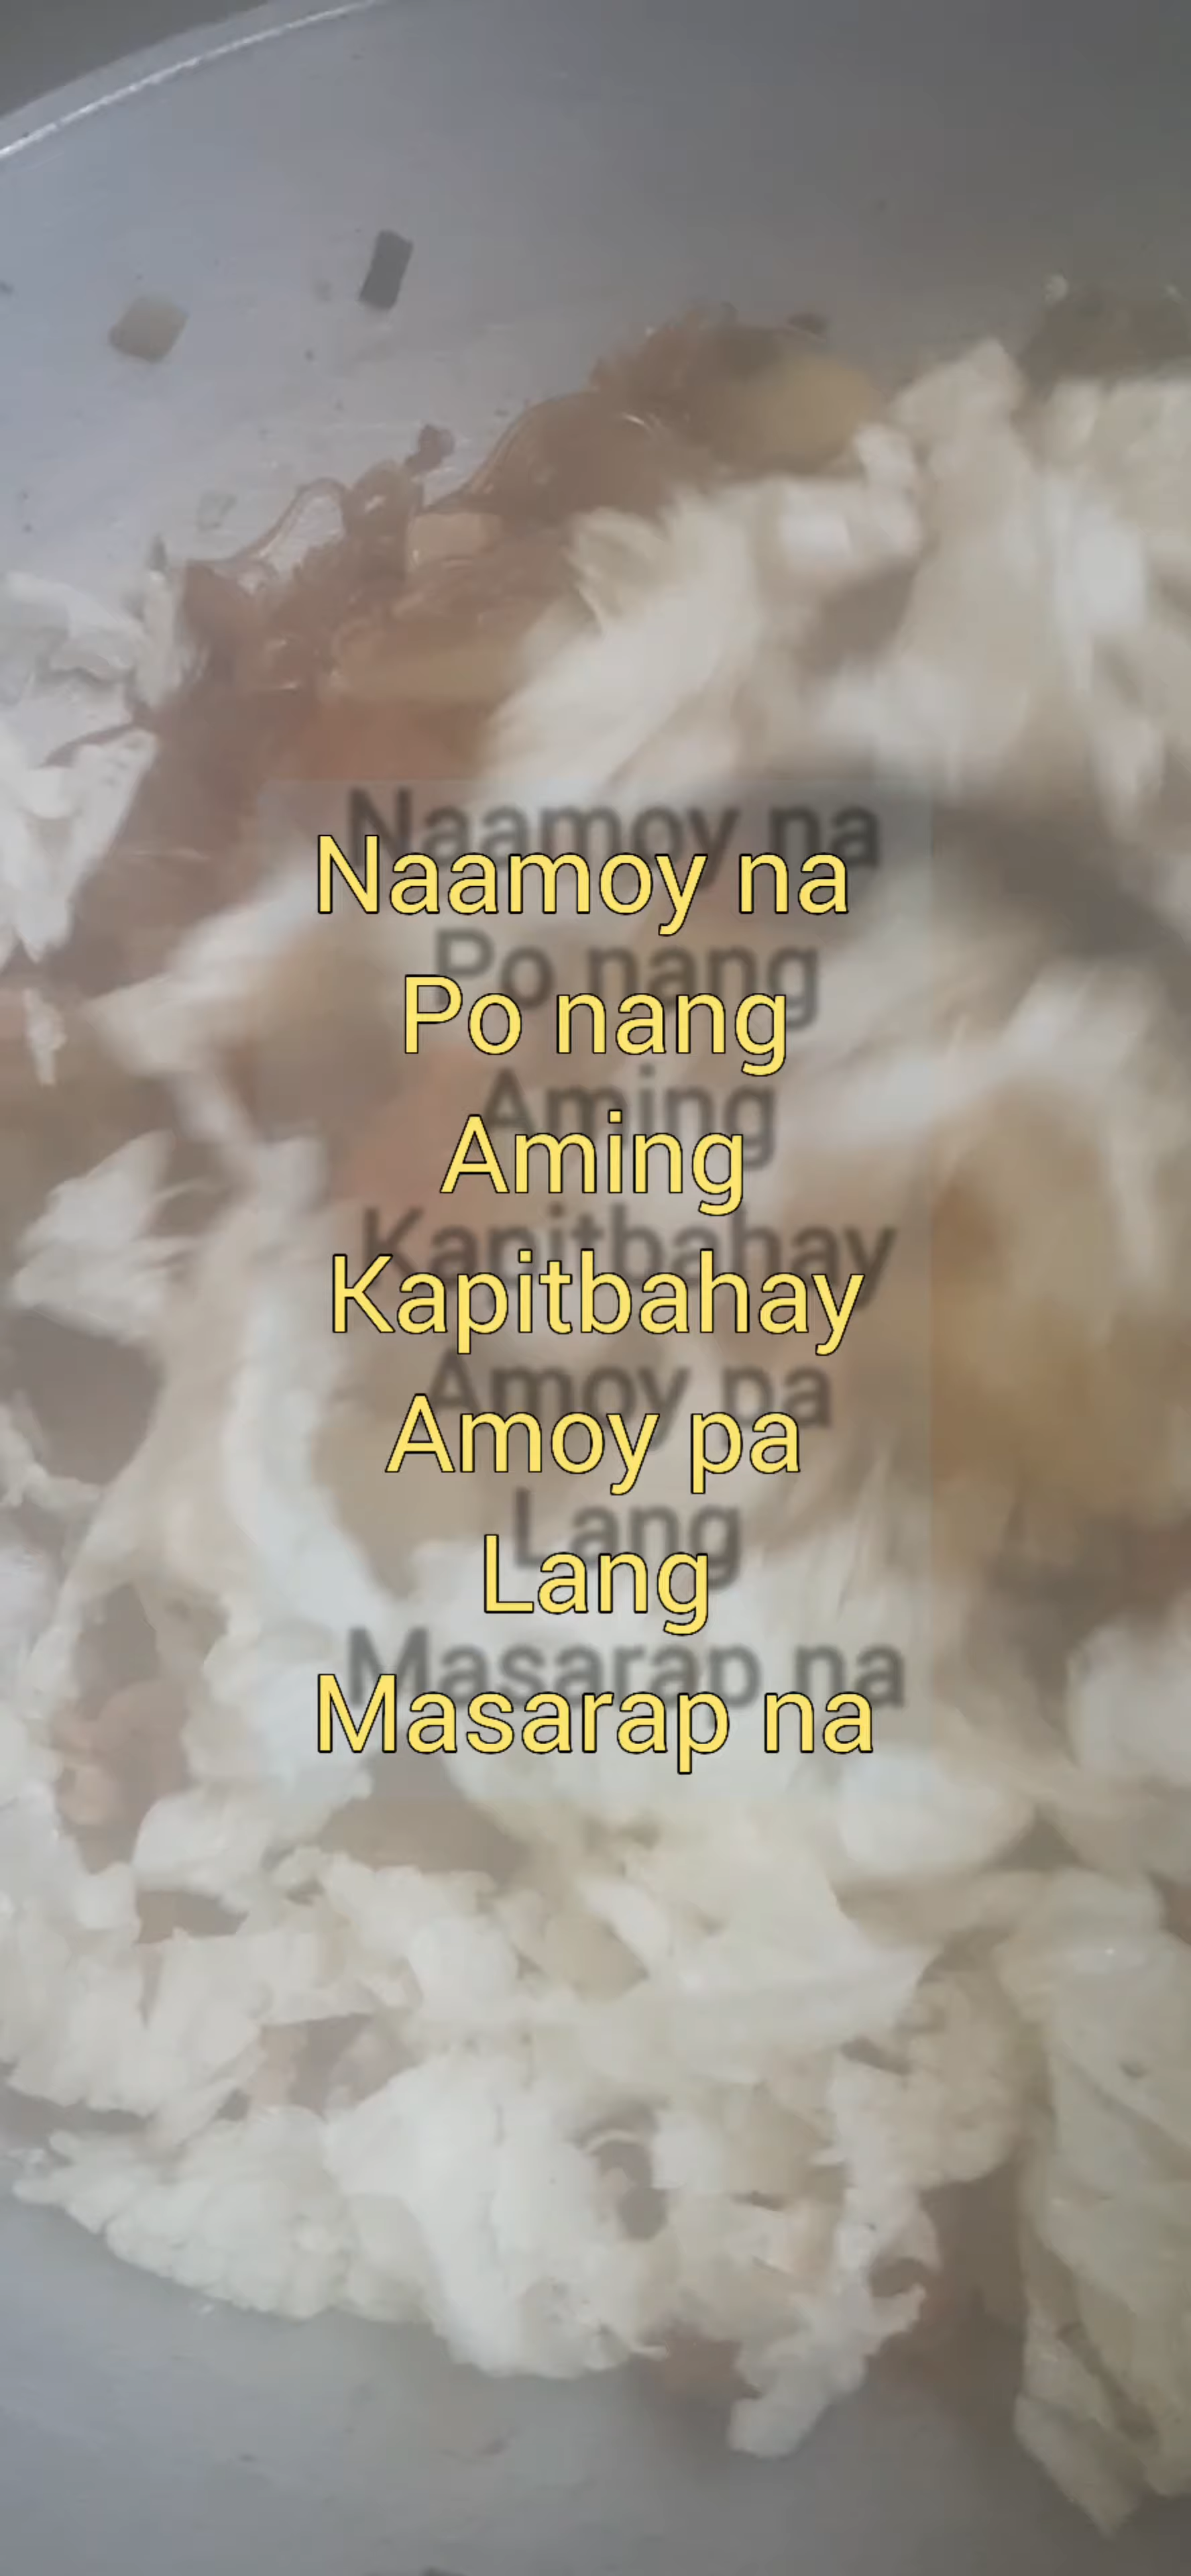 Naamoy na
Po nang
Aming
Kapitbahay
Amoy pa
Lang
Masarap na